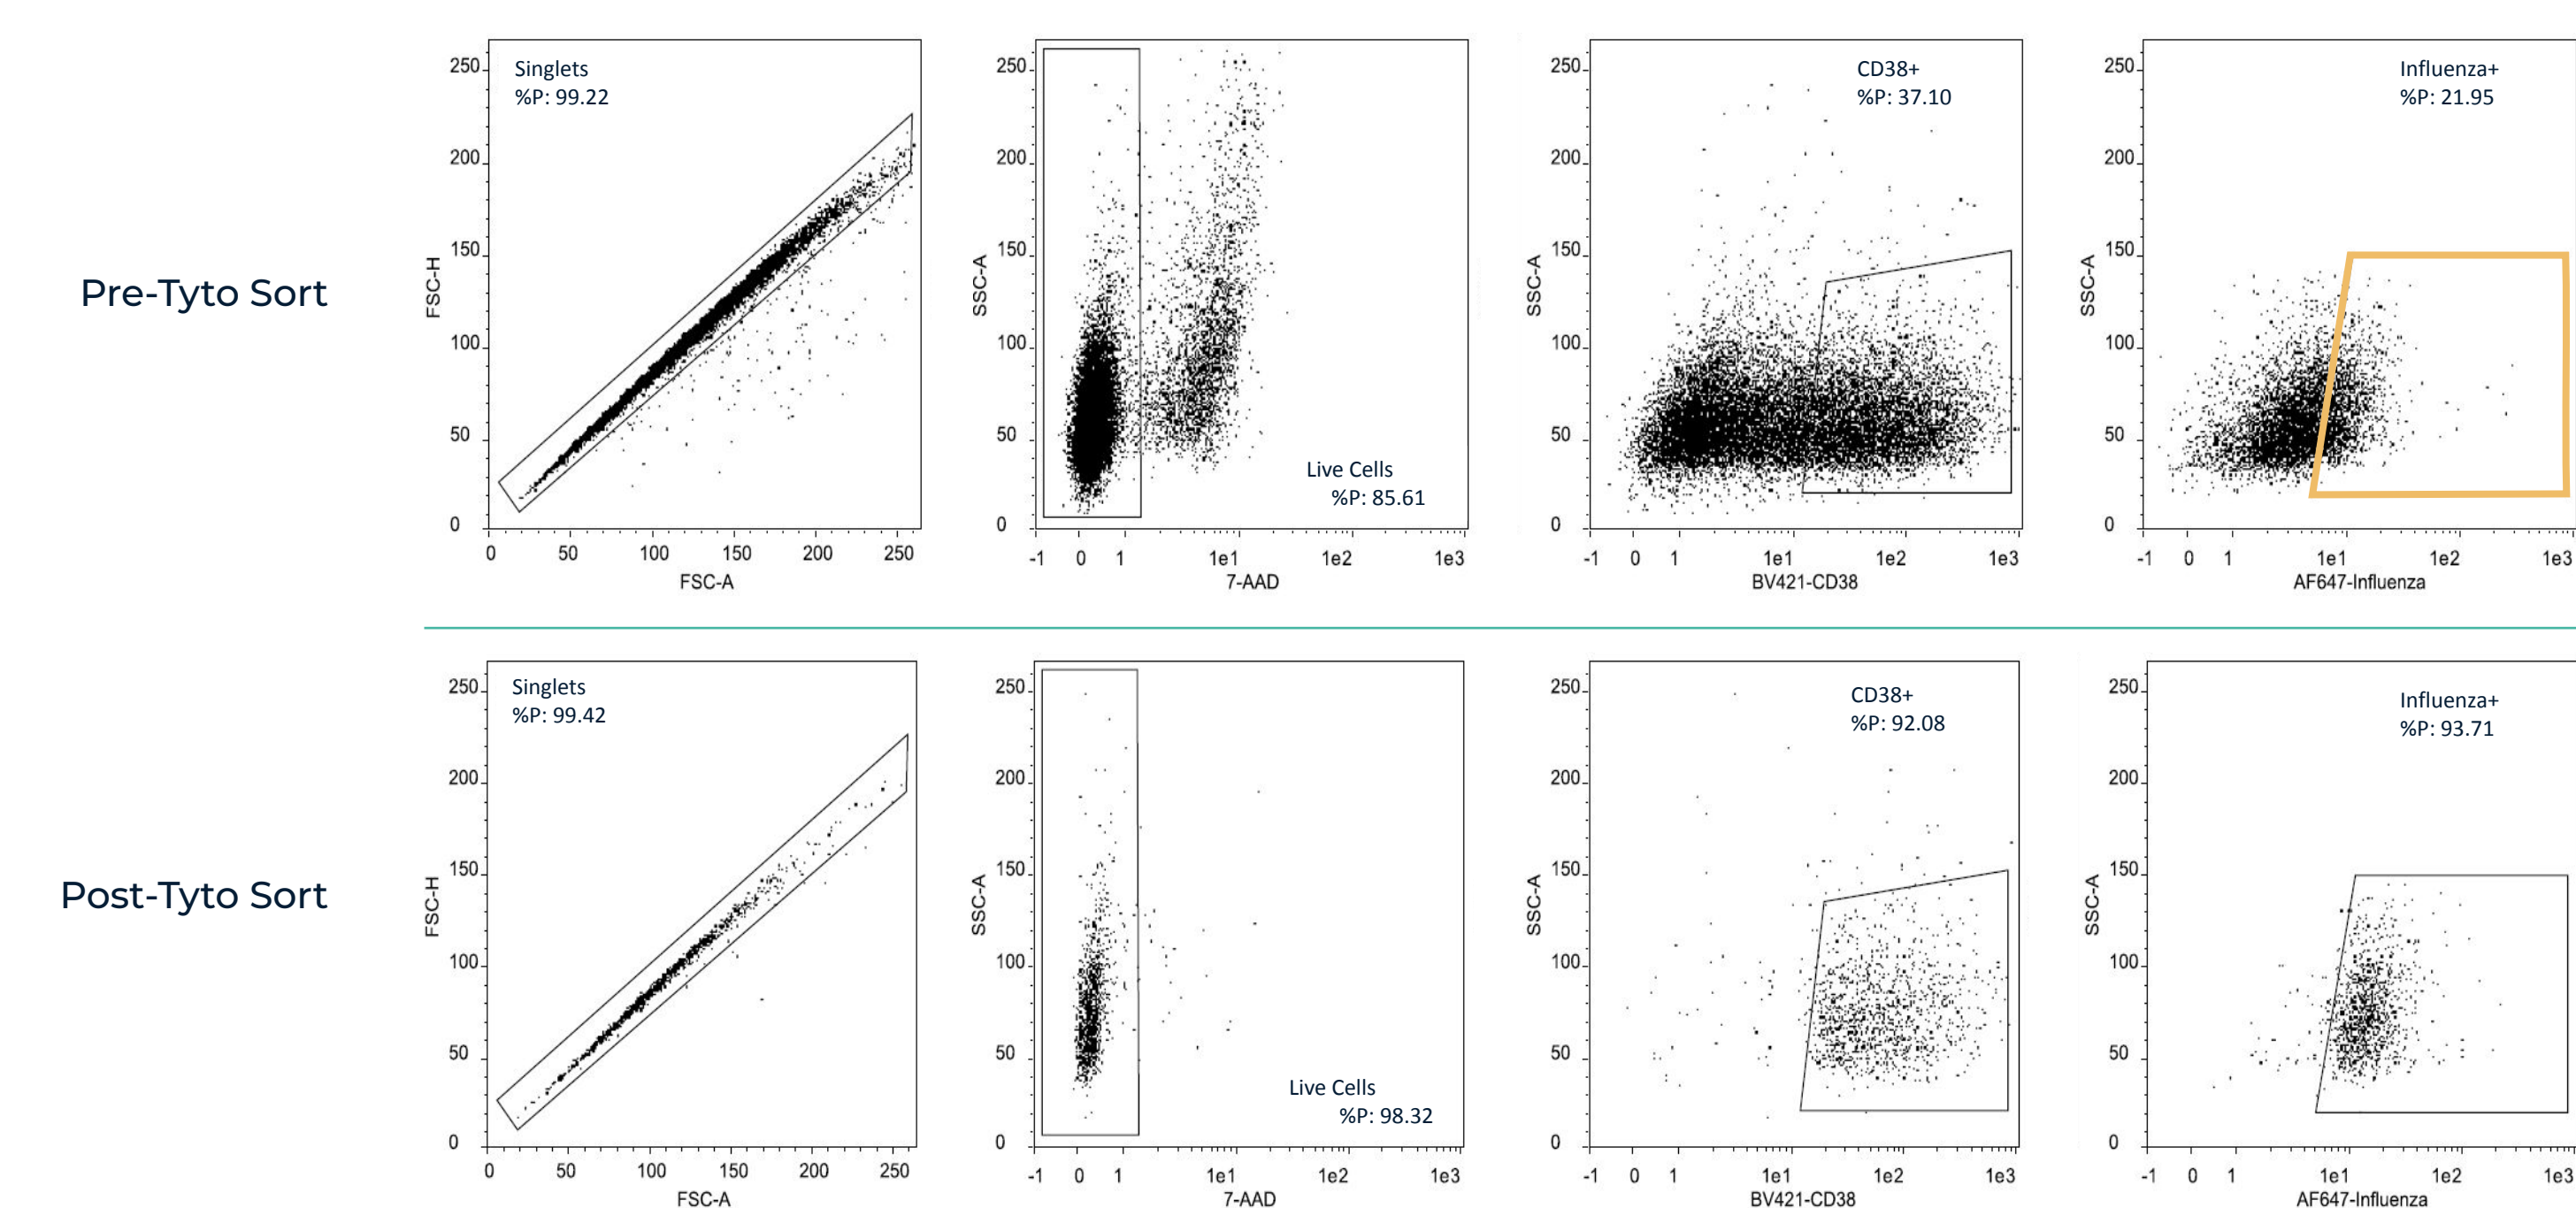 Pre-Tyto Sort
Singlets
%P: 99.22
250
200
150
100
50
0
FSC-H
0 50 100 150 200 250
FSC-A
250
200
150
100
50
0
SSC-A
Live Cells
%P: 85.61
-1 0 1 1e1 1e2 1e3
7-AAD
CD38+
%P: 37.10
250
200
150
100
50
0
SSC-A
-1 0 1 1e1 1e2 1e3
BV421-CD38
Influenza+
%P: 21.95
250
200
150
100
50
0
SSC-A
-1 0 1 1e1 1e2 1e3
AF647-Influenza
Post-Tyto Sort
Singlets
%P: 99.42
250
200
150
100
50
0
FSC-H
0 50 100 150 200 250
FSC-A
250
200
150
100
50
0
SSC-A
Live Cells
%P: 98.32
-1 0 1 1e1 1e2 1e3
7-AAD
CD38+
%P: 92.08
250
200
150
100
50
0
SSC-A
-1 0 1 1e1 1e2 1e3
BV421-CD38
Influenza+
%P: 93.71
250
200
150
100
50
0
SSC-A
-1 0 1 1e1 1e2 1e3
AF647-Influenza